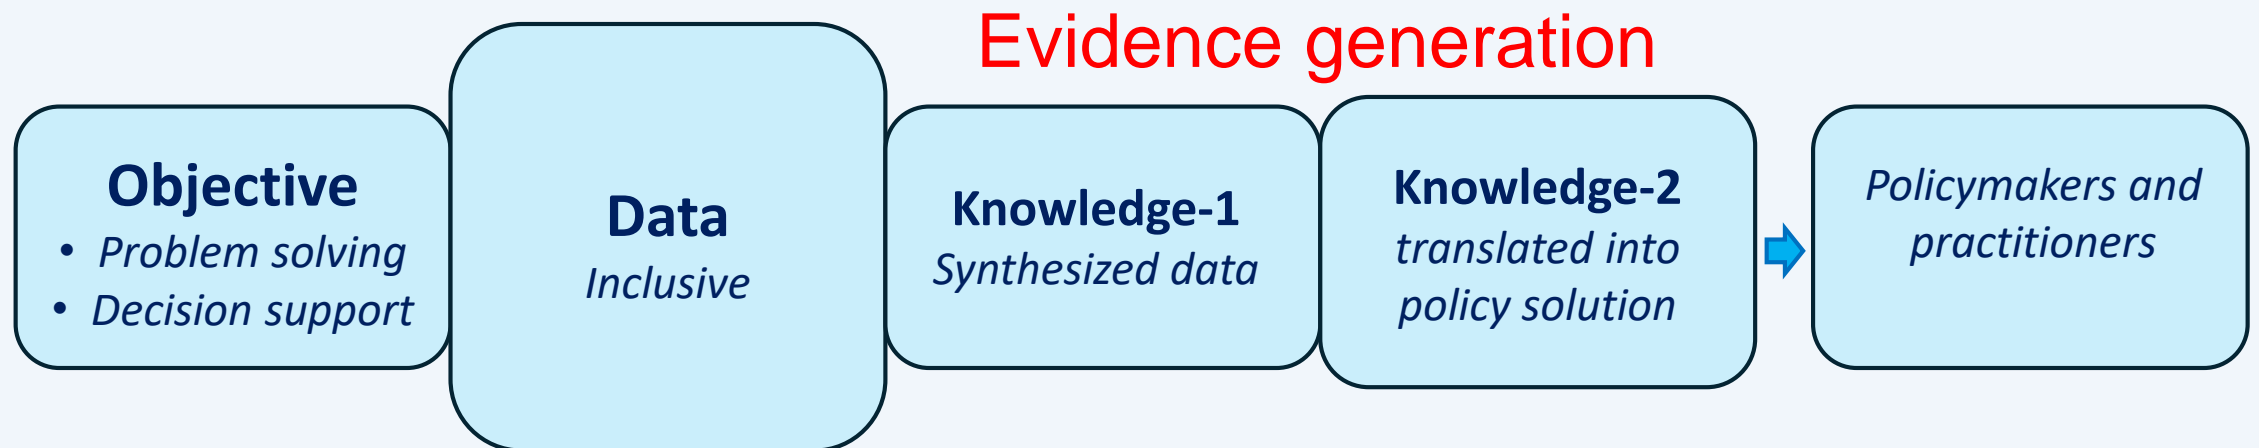 Evidence generation
Objective
• Problem solving
• Decision support
Data
Inclusive
Knowledge-1
Synthesized data
Knowledge-2
translated into
policy solution
Policymakers and
practitioners